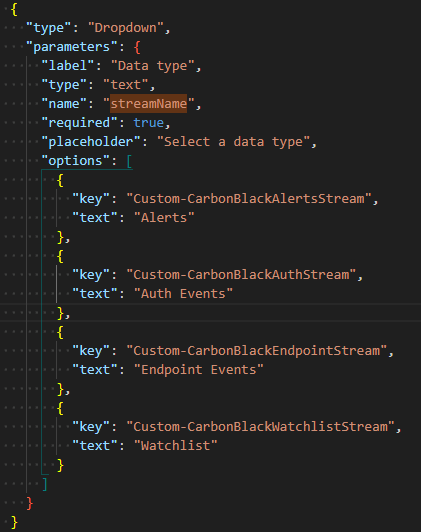 {
"type": "Dropdown",
"parameters": {
"label": "Data type",
"type": "text",
"name": "streamName",
"required": true,
"placeholder": "Select a data type",
"options": [
{
"key": "Custom-CarbonBlackAlertsStream",
"text": "Alerts"
},
{
"key": "Custom-CarbonBlackAuthStream",
"text": "Auth Events"
},
{
"key": "Custom-CarbonBlackEndpointStream",
"text": "Endpoint Events"
},
{
"key": "Custom-CarbonBlackWatchlistStream",
"text": "Watchlist"
}
]
}
}